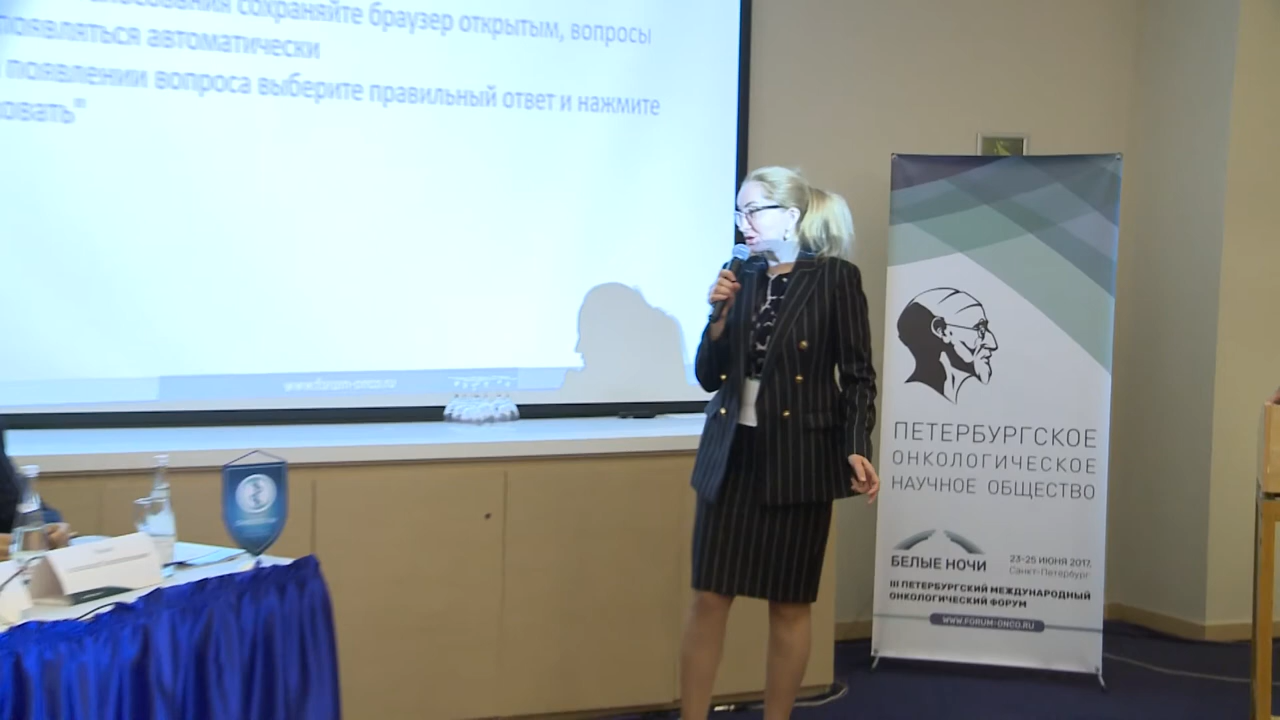 сохраняйте браузер открытым, вопросы
появляться автоматически
появлении вопроса выберите правильный ответ и нажмите
www.forum-onco.ru
ПЕТЕРБУРГСКОЕ
ОНКОЛОГИЧЕСКОЕ
НАУЧНОЕ ОБЩЕСТВО
БЕЛЫЕ НОЧИ
23-25 ИЮНЯ 2017,
Санкт-Петербург
III ПЕТЕРБУРГСКИЙ МЕЖДУНАРОДНЫЙ
ОНКОЛОГИЧЕСКИЙ ФОРУМ
WWW.FORUM-ONCO.RU